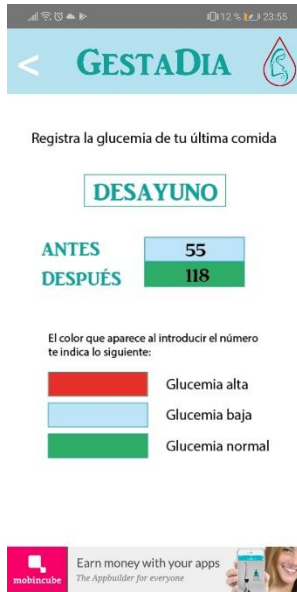 12 % 23:55
GESTADIA
Registra la glucemia de tu última comida
DESAYUNO
ANTES 55
DESPUÉS 118
El color que aparece al introducir el número
te indica lo siguiente:
Glucemia alta
Glucemia baja
Glucemia normal
mobincube
Earn money with your apps
The Appbuilder for everyone